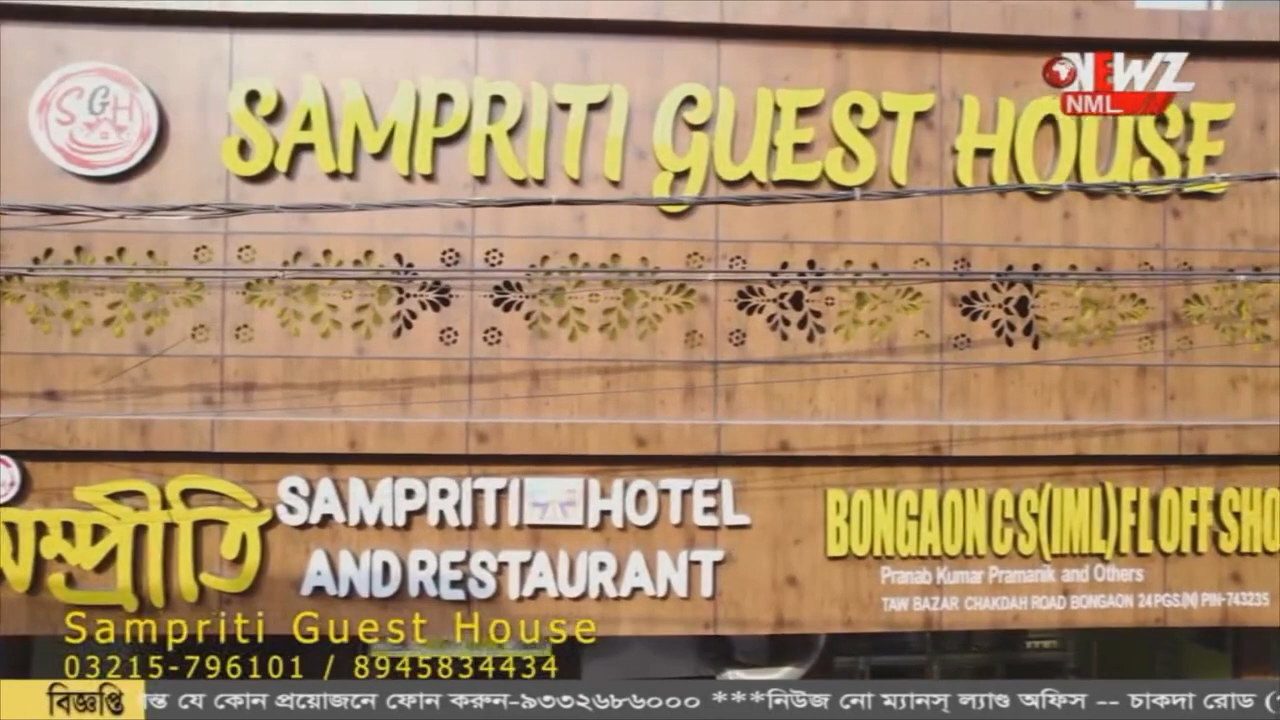 SGH
SAMPRITI GUEST HOUSE
NEWZ
NML
সম্প্রীতি
SAMPRITI HOTEL
AND RESTAURANT
BONGAON C S(IML) FL OFF SHO
Pranab Kumar Pramanik and Others
TAW BAZAR CHAKDAH ROAD BONGAON 24 PGS.(N) PIN-743235
Sampriti Guest House
03215-796101 / 8945834434
বিজ্ঞপ্তি
ন্ত যে কোন প্রয়োজনে ফোন করুন-৯৩৩২৬৮৬০০০ ***নিউজ নো ম্যানস্ ল্যাণ্ড অফিস -- চাকদা রোড (